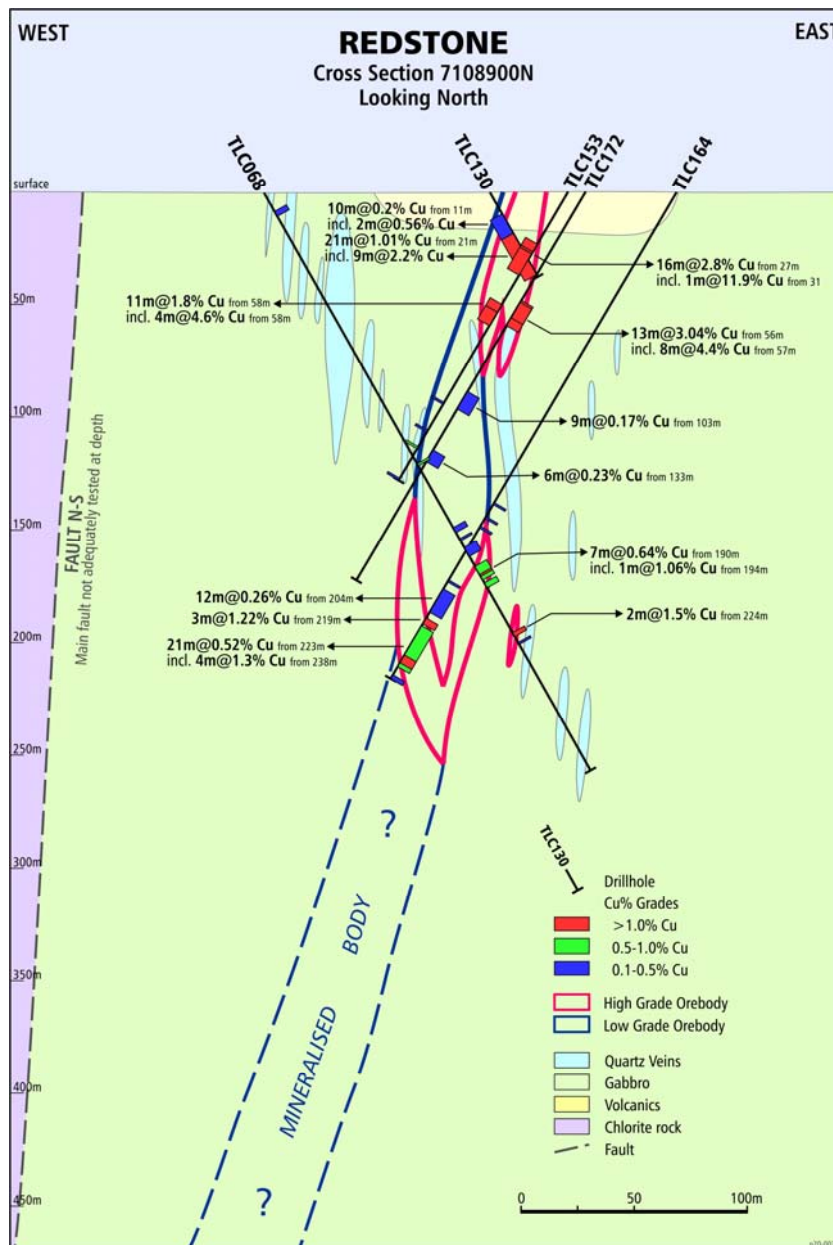 WEST
EAST
REDSTONE
Cross Section 7108900N
Looking North
TLC068
TLC130
TLC153
TLC172
TLC164
surface
10m@0.2% Cu from 11m
incl. 2m@0.56% Cu
21m@1.01% Cu from 21m
incl. 9m@2.2% Cu
16m@2.8% Cu from 27m
incl. 1m@11.9% Cu from 31
50m
11m@1.8% Cu from 58m
incl. 4m@4.6% Cu from 58m
13m@3.04% Cu from 56m
incl. 8m@4.4% Cu from 57m
100m
9m@0.17% Cu from 103m
6m@0.23% Cu from 133m
150m
FAULT N-S
Main fault not adequately tested at depth
7m@0.64% Cu from 190m
incl. 1m@1.06% Cu from 194m
12m@0.26% Cu from 204m
3m@1.22% Cu from 219m
2m@1.5% Cu from 224m
200m
21m@0.52% Cu from 223m
incl. 4m@1.3% Cu from 238m
250m
?
300m
350m
400m
450m
MINERALISED BODY
?
TLC130
Drillhole
Cu% Grades
>1.0% Cu
0.5-1.0% Cu
0.1-0.5% Cu
High Grade Orebody
Low Grade Orebody
Quartz Veins
Gabbro
Volcanics
Chlorite rock
Fault
0 50 100m